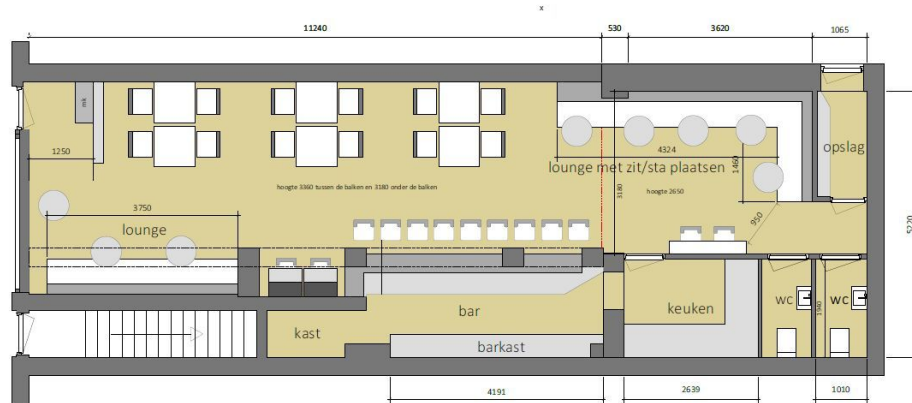 x
11240
530
3620
1065
mk
1250
4324
lounge met zit/sta plaatsen
opslag
1460
hoogte 3360 tussen de balken en 3180 onder de balken
3180
hoogte 2650
3750
lounge
950
5220
bar
keuken
wc
wc
1940
kast
barkast
4191
2639
1010